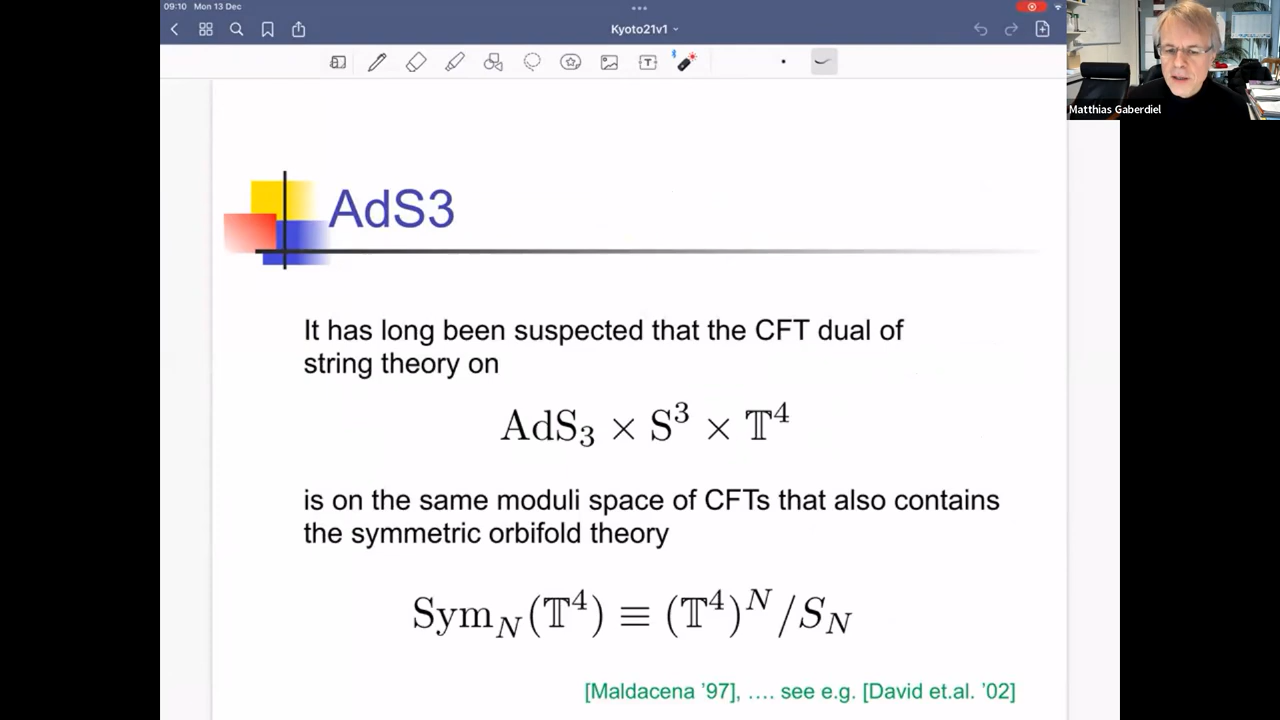 09:10 Mon 13 Dec
Kyoto21v1
Matthias Gaberdiel
AdS3
It has long been suspected that the CFT dual of
string theory on
AdS₃ × S³ × 𝕋⁴
is on the same moduli space of CFTs that also contains
the symmetric orbifold theory
Sym_N(𝕋⁴) ≡ (𝕋⁴)^N/S_N
[Maldacena ’97], …. see e.g. [David et.al. ’02]